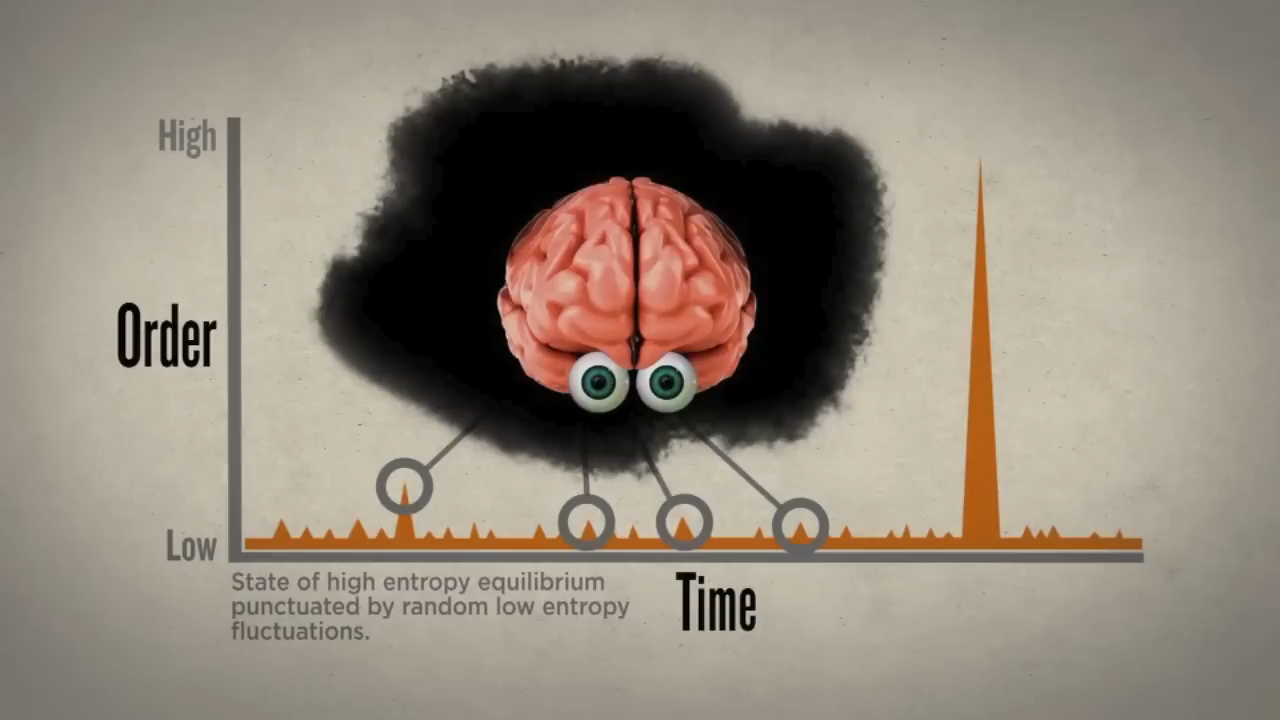 High
Order
Low
State of high entropy equilibrium
punctuated by random low entropy
fluctuations.
Time